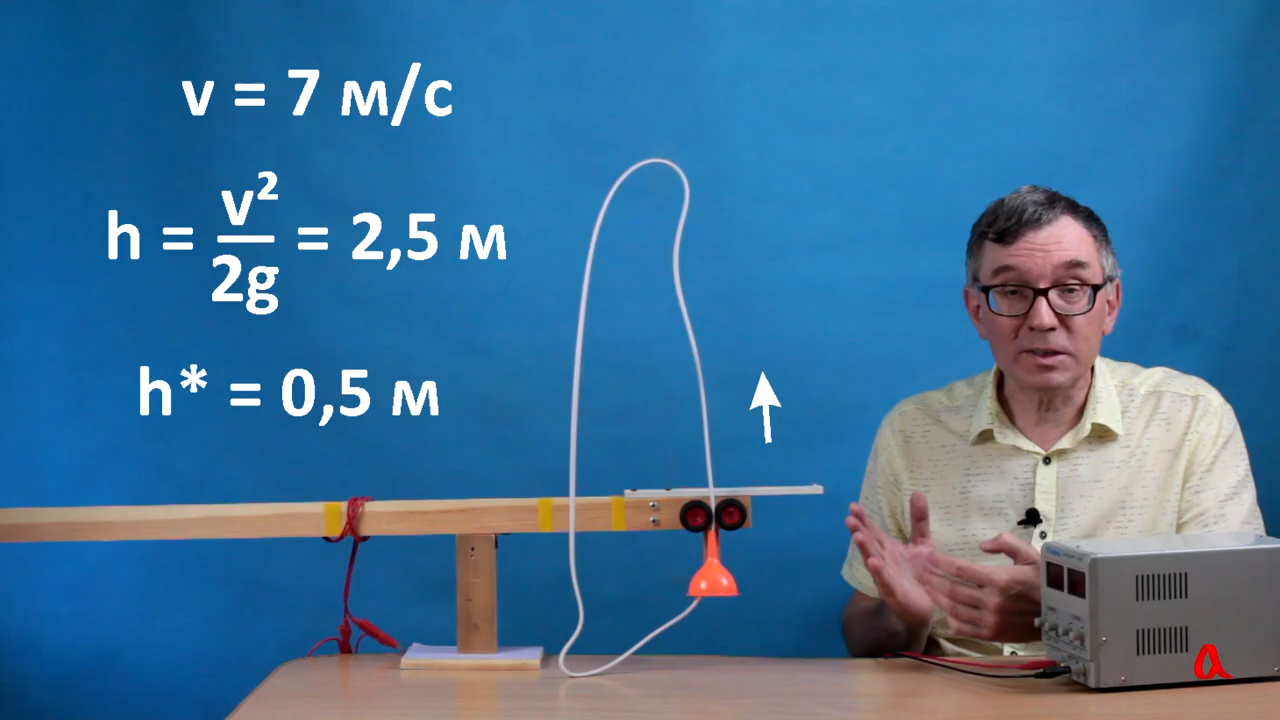 v = 7 м/с
h = v²/2g = 2,5 м
h* = 0,5 м
a